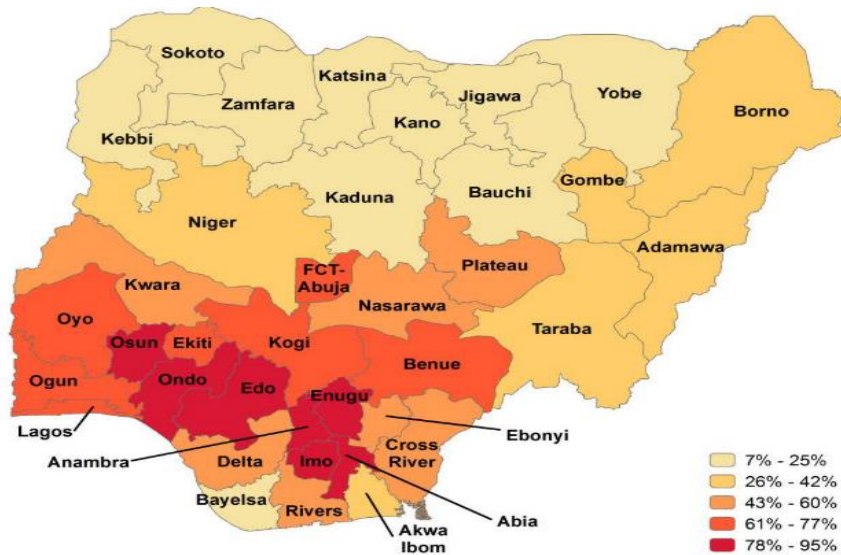 Sokoto
Katsina
Jigawa
Yobe
Borno
Zamfara
Kano
Kebbi
Kaduna
Bauchi
Gombe
Niger
Adamawa
FCT-
Abuja
Plateau
Kwara
Nasarawa
Taraba
Oyo
Osun
Ekiti
Kogi
Benue
Ogun
Ondo
Edo
Enugu
Lagos
Ebonyi
Anambra
Delta
Imo
Cross
River
Bayelsa
Rivers
Akwa
Ibom
Abia
7% - 25%
26% - 42%
43% - 60%
61% - 77%
78% - 95%